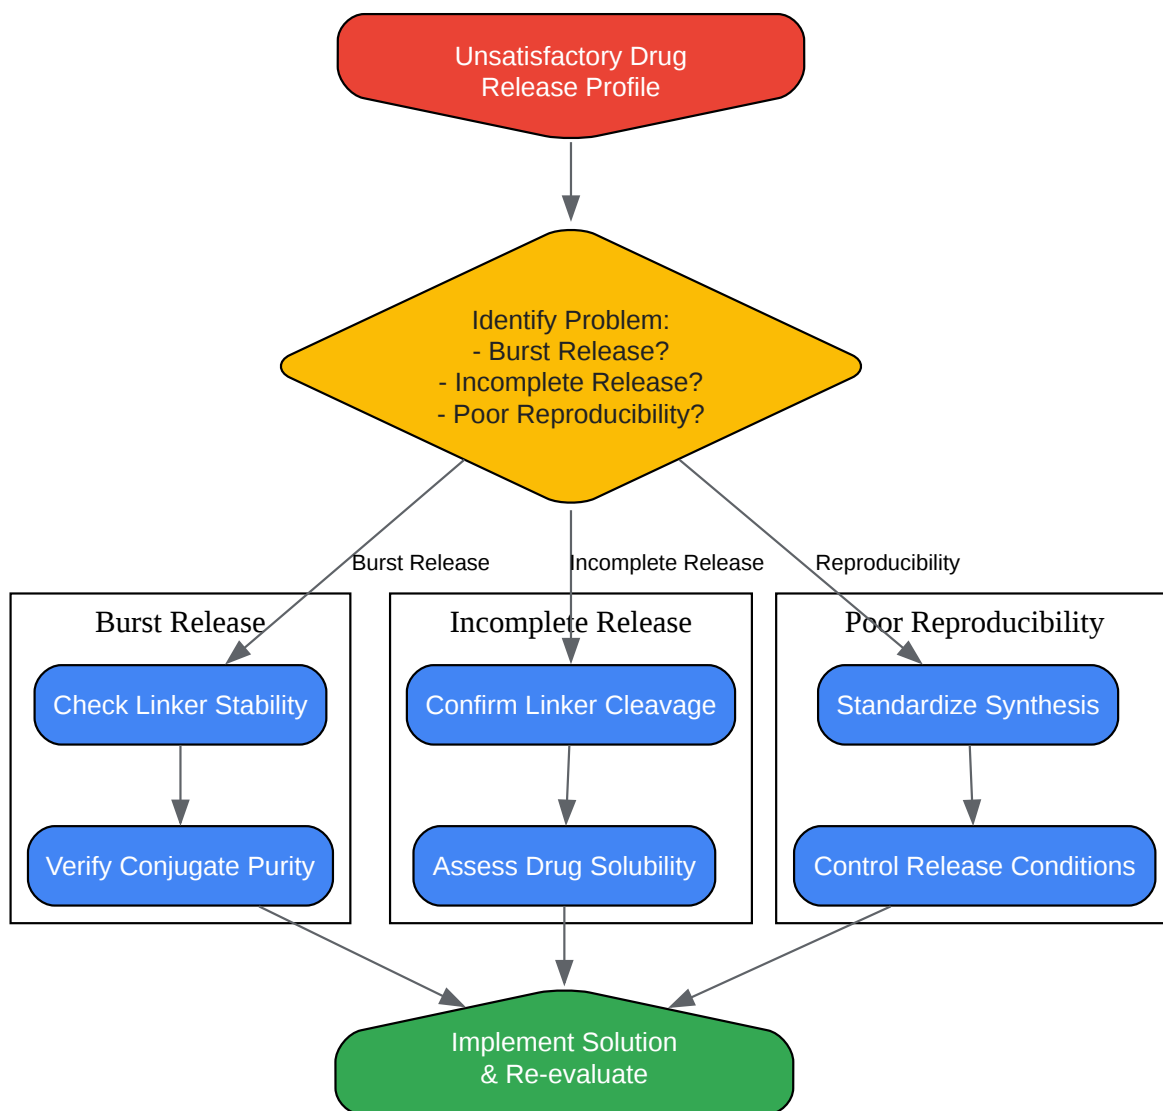 Unsatisfactory Drug
Release Profile
Identify Problem:
- Burst Release?
- Incomplete Release?
- Poor Reproducibility?
Burst Release
Incomplete Release
Reproducibility
Burst Release
Incomplete Release
Poor Reproducibility
Check Linker Stability
Confirm Linker Cleavage
Standardize Synthesis
Verify Conjugate Purity
Assess Drug Solubility
Control Release Conditions
Implement Solution
& Re-evaluate